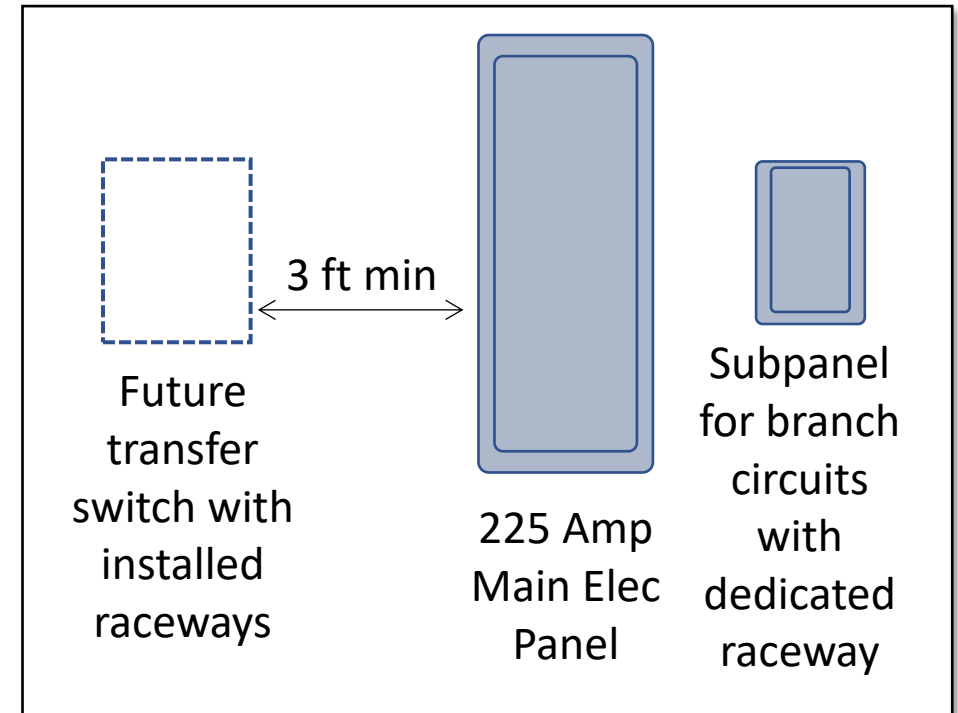 3 ft min
Future
transfer
switch with
installed
raceways
225 Amp
Main Elec
Panel
Subpanel
for branch
circuits
with
dedicated
raceway